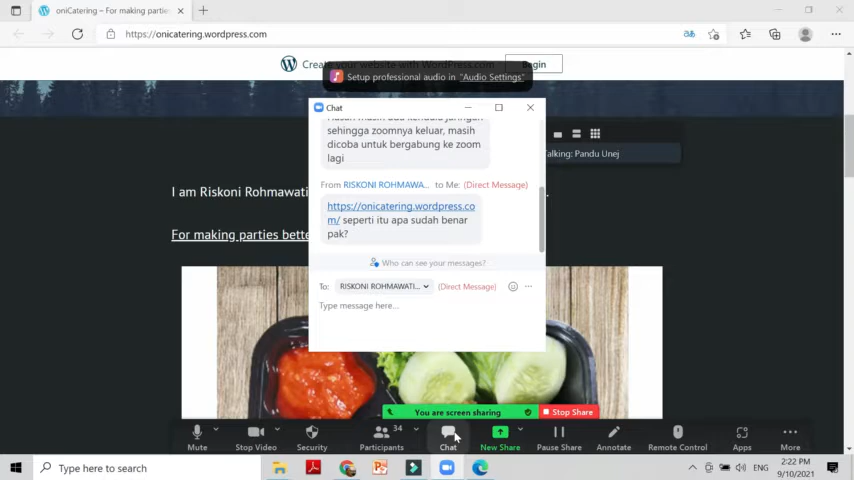 oniCatering – For making partie
https://onicatering.wordpress.com
Create your website with WordPress.com
Begin
Setup professional audio in "Audio Settings"
Chat
sehingga zoomnya keluar, masih
dicoba untuk bergabung ke zoom
lagi
Talking: Pandu Unej
I am Riskoni Rohmawati
From RISKONI ROHMAWA... to Me: (Direct Message)
https://onicatering.wordpress.co
m/ seperti itu apa sudah benar
pak?
For making parties bette
Who can see your messages?
To: RISKONI ROHMAWATI... (Direct Message)
Type message here...
You are screen sharing
Stop Share
34
Mute
Stop Video
Security
Participants
Chat
New Share
Pause Share
Annotate
Remote Control
Apps
More
Type here to search
ENG
2:22 PM
9/10/2021